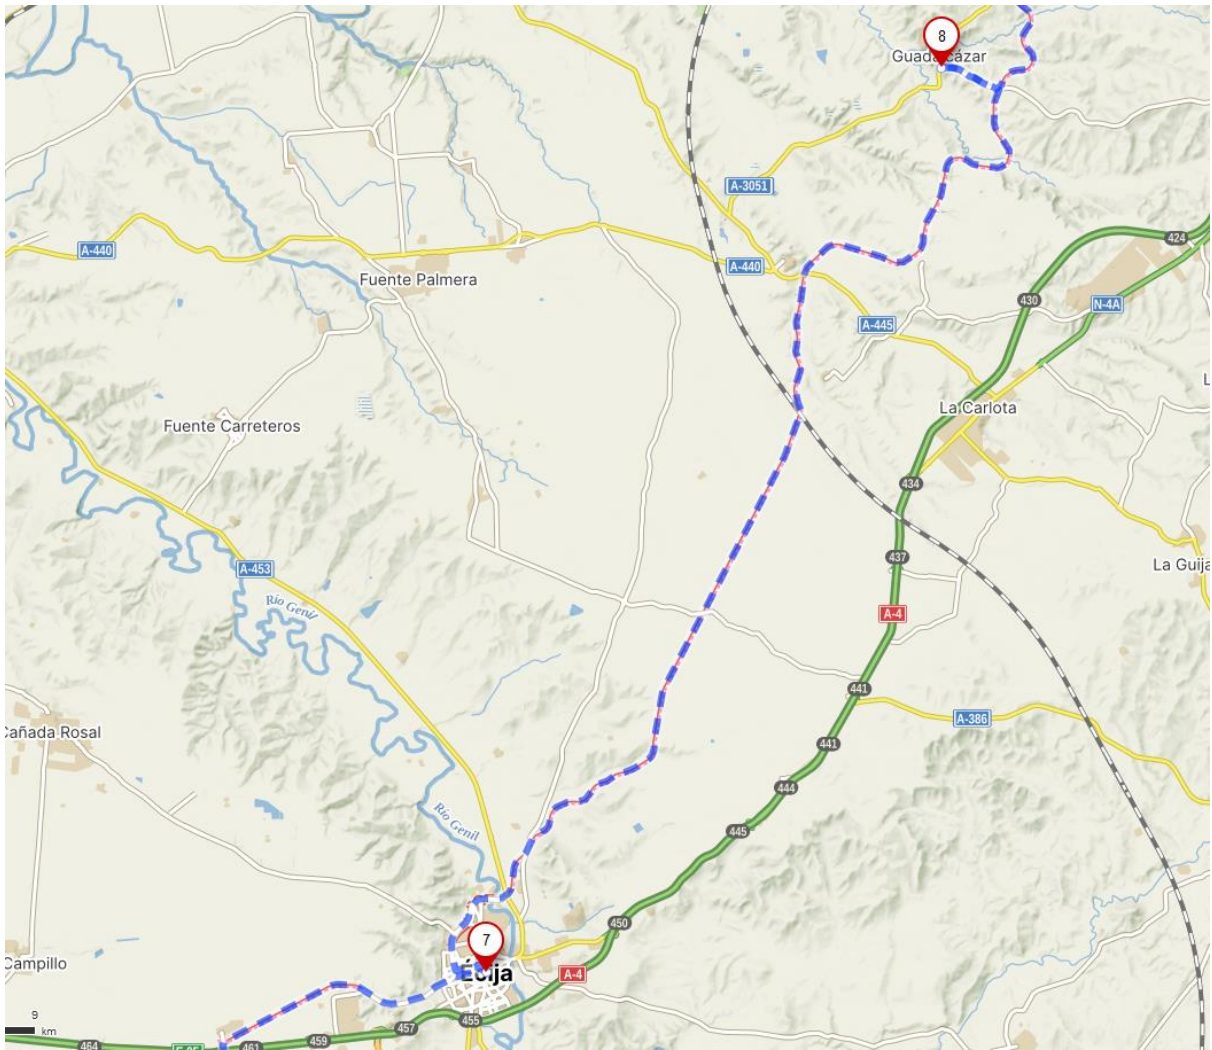 8
Guadalcázar
A-3051
424
A-440
A-440
Fuente Palmera
430
N-4A
A-445
La Carlota
Fuente Carreteros
434
437
A-453
La Guija
Río Genil
A-4
441
A-386
Cañada Rosal
441
444
Río Genil
445
450
7
Écija
Campillo
A-4
9
km
455
457
459
461
464